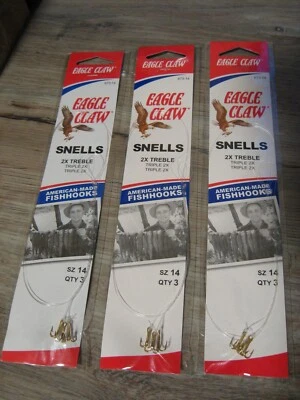 EAGLE CLAW
EAGLE
CLAW
SNELLS
2X TREBLE
TRIPLE 2X
TRIPLE 2X
AMERICAN-MADE
FISHHOOKS
SZ 14
QTY 3
EAGLE CLAW
EAGLE
CLAW
SNELLS
2X TREBLE
TRIPLE 2X
TRIPLE 2X
AMERICAN-MADE
FISHHOOKS
SZ 14
QTY 3
EAGLE CLAW
EAGLE
CLAW
SNELLS
2X TREBLE
TRIPLE 2X
TRIPLE 2X
AMERICAN-MADE
FISHHOOKS
SZ 14
QTY 3